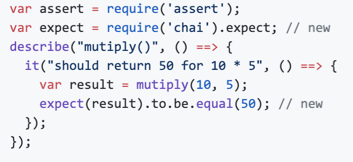 var assert = require('assert');
var expect = require('chai').expect; // new
describe("mutiply()", () ==> {
  it("should return 50 for 10 * 5", () ==> {
    var result = mutiply(10, 5);
    expect(result).to.be.equal(50); // new
  });
});